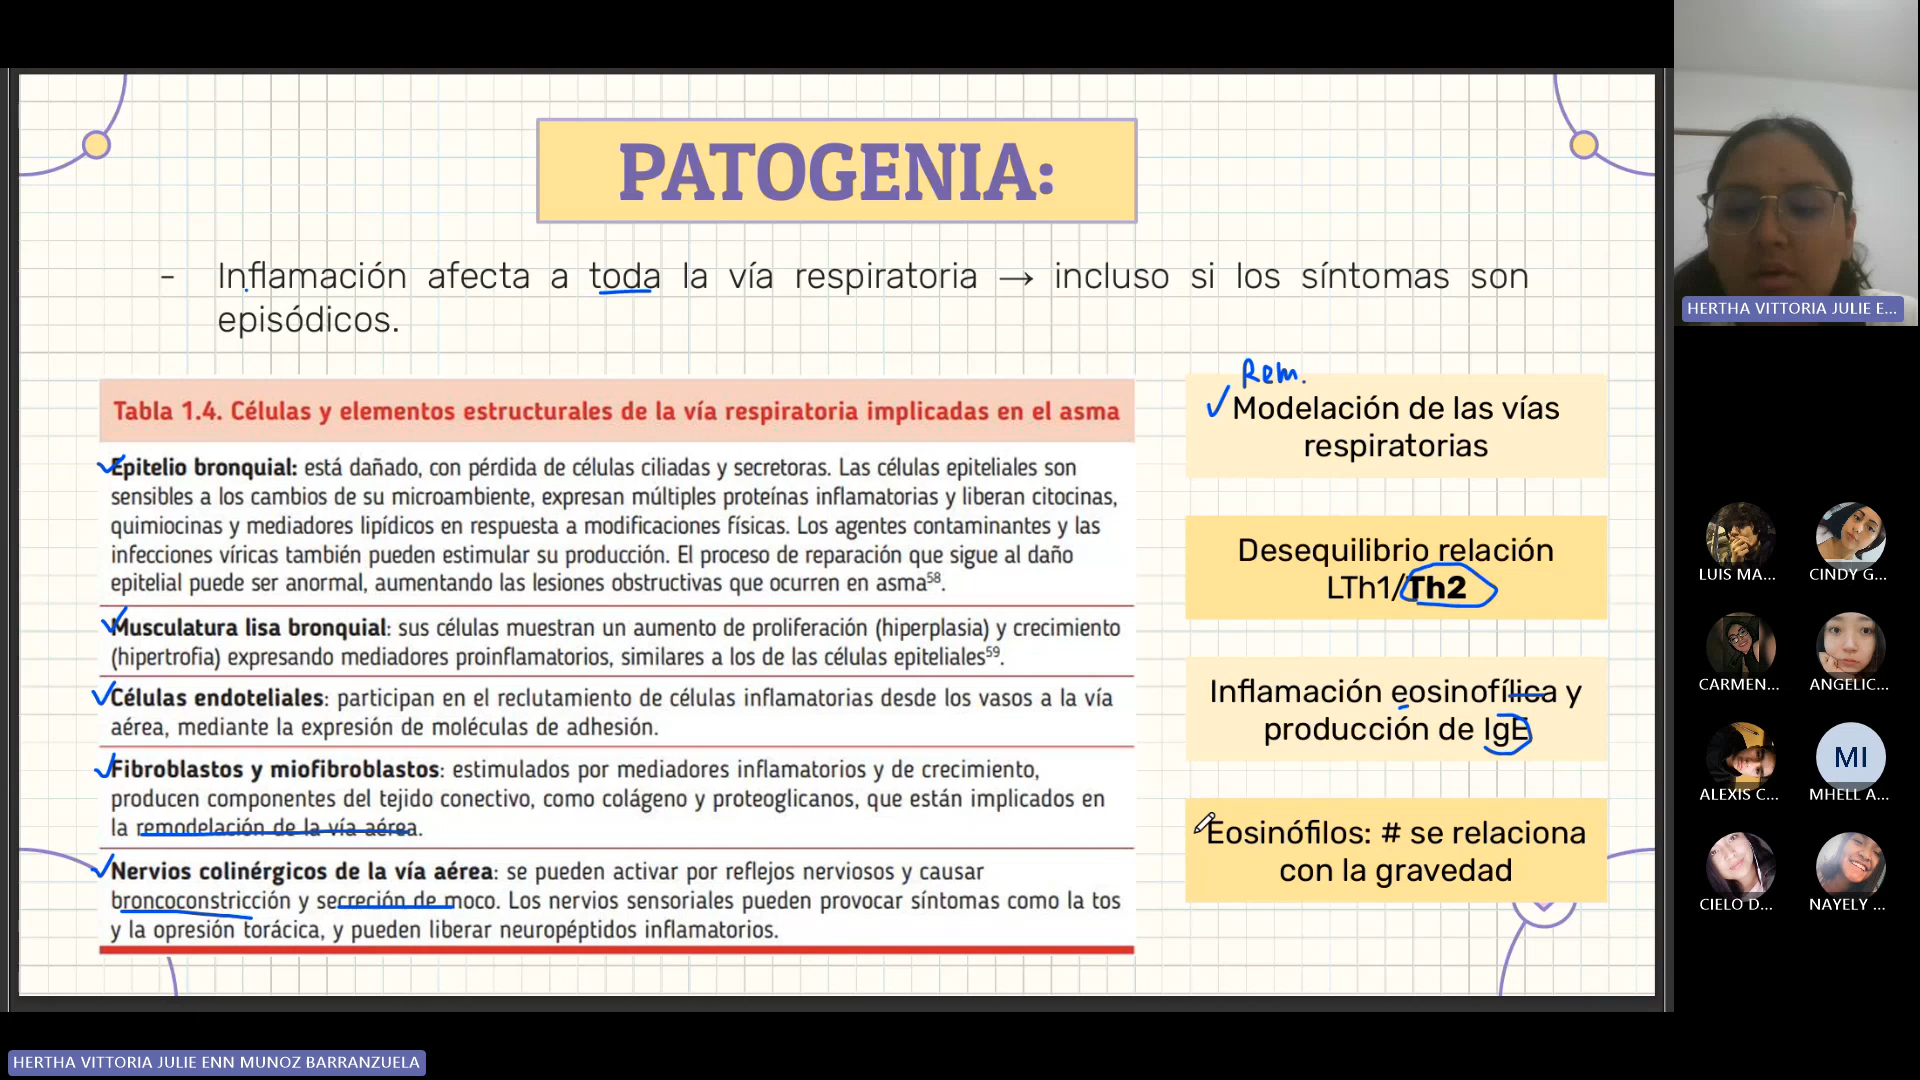 PATOGENIA:
- Inflamación afecta a toda la vía respiratoria → incluso si los síntomas son
episódicos.
Tabla 1.4. Células y elementos estructurales de la vía respiratoria implicadas en el asma
Epitelio bronquial: está dañado, con pérdida de células ciliadas y secretoras. Las células epiteliales son
sensibles a los cambios de su microambiente, expresan múltiples proteínas inflamatorias y liberan citocinas,
quimiocinas y mediadores lipídicos en respuesta a modificaciones físicas. Los agentes contaminantes y las
infecciones víricas también pueden estimular su producción. El proceso de reparación que sigue al daño
epitelial puede ser anormal, aumentando las lesiones obstructivas que ocurren en asma58.
Musculatura lisa bronquial: sus células muestran un aumento de proliferación (hiperplasia) y crecimiento
(hipertrofia) expresando mediadores proinflamatorios, similares a los de las células epiteliales59.
Células endoteliales: participan en el reclutamiento de células inflamatorias desde los vasos a la vía
aérea, mediante la expresión de moléculas de adhesión.
Fibroblastos y miofibroblastos: estimulados por mediadores inflamatorios y de crecimiento,
producen componentes del tejido conectivo, como colágeno y proteoglicanos, que están implicados en
la remodelación de la vía aérea.
Nervios colinérgicos de la vía aérea: se pueden activar por reflejos nerviosos y causar
broncoconstricción y secreción de moco. Los nervios sensoriales pueden provocar síntomas como la tos
y la opresión torácica, y pueden liberar neuropéptidos inflamatorios.
Rem.
Modelación de las vías
respiratorias
Desequilibrio relación
LTh1/Th2
Inflamación eosinofílica y
producción de IgE
Eosinófilos: # se relaciona
con la gravedad
HERTHA VITTORIA JULIE E...
LUIS MA...
CINDY G...
CARMEN...
ANGELIC...
ALEXIS C...
MI
MHELL A...
CIELO D...
NAYELY ...
HERTHA VITTORIA JULIE ENN MUNOZ BARRANZUELA